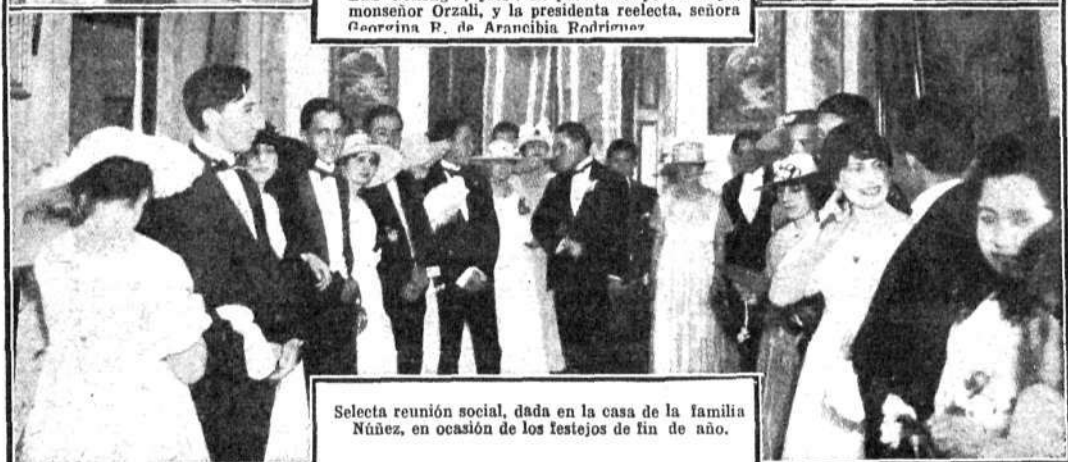 monseñor Orzali, y la presidenta reelecta, señora
Georgina R. de Arancibia Rodríguez
Selecta reunión social, dada en la casa de la familia
Núñez, en ocasión de los festejos de fin de año.